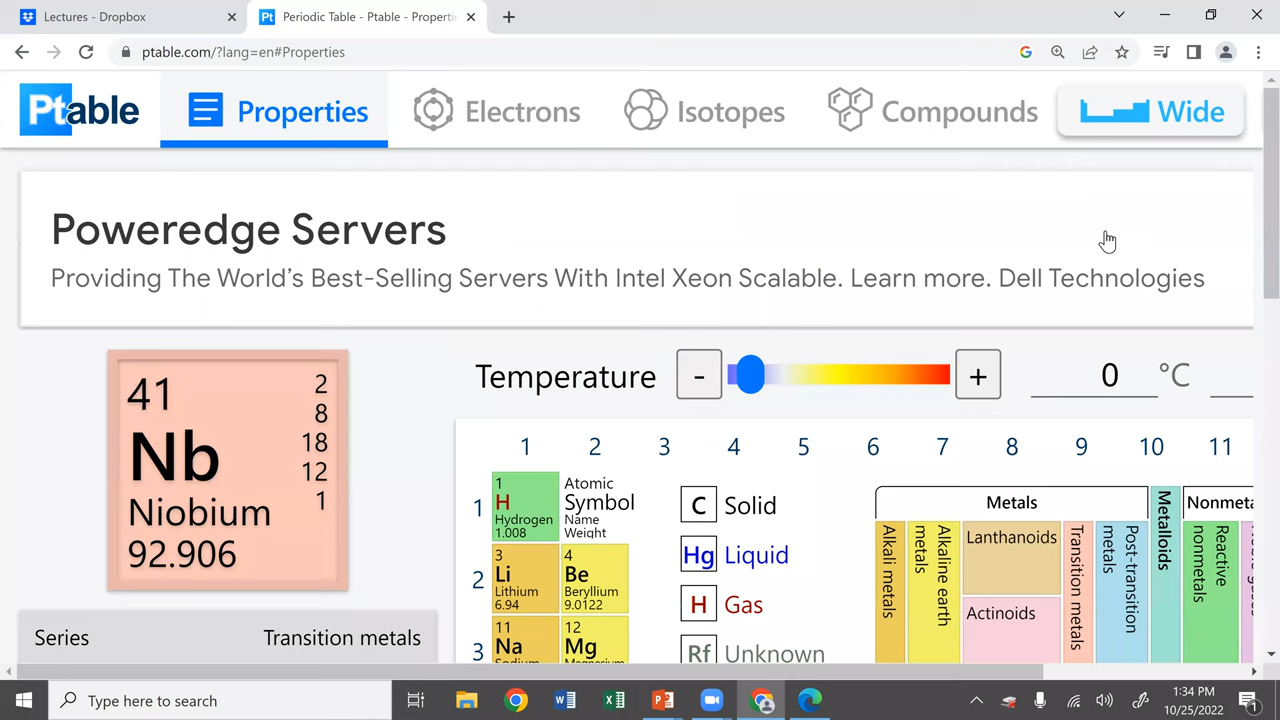 Lectures - Dropbox
Periodic Table - Ptable - Properti
ptable.com/?lang=en#Properties
Ptable
Properties
Electrons
Isotopes
Compounds
Wide
Poweredge Servers
Providing The World's Best-Selling Servers With Intel Xeon Scalable. Learn more. Dell Technologies
41
Nb
Niobium
92.906
2
8
18
12
1
Series Transition metals
Temperature - + 0 °C
1 2 3 4 5 6 7 8 9 10 11
1
1
H
Hydrogen
1.008
Atomic
Symbol
Name
Weight
2
3
Li
Lithium
6.94
4
Be
Beryllium
9.0122
3
11
Na
Sodium
12
Mg
Magnesium
C Solid
Hg Liquid
H Gas
Rf Unknown
Metals
Metalloids
Nonmeta
Alkali metals
Alkaline earth metals
Lanthanoids
Actinoids
Transition metals
Post-transition metals
Reactive nonmetals
Type here to search
1:34 PM
10/25/2022
1